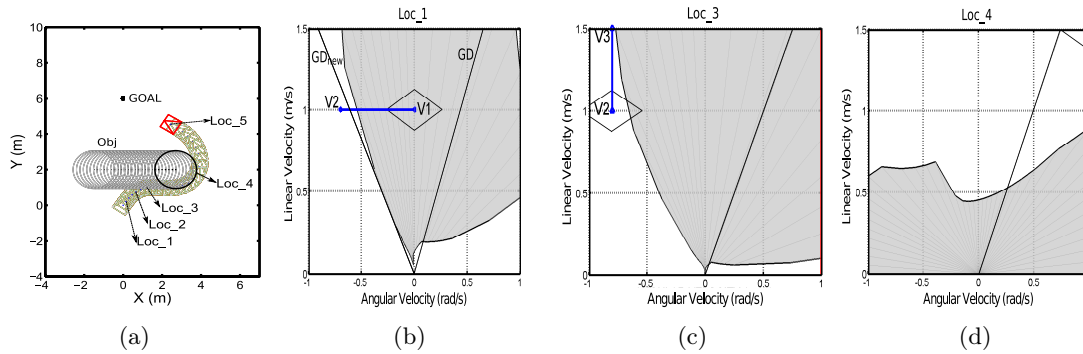 10
8
6
4
2
0
−2
−4
−4 −2 0 2 4 6
Y (m)
X (m)
GOAL
Obj
Loc_5
Loc_4
Loc_3
Loc_2
Loc_1
(a)
Loc_1
1.5
1
0.5
0
-1 -0.5 0 0.5 1
Linear Velocity (m/s)
Angular Velocity (rad/s)
GDnew
GD
V2
V1
(b)
Loc_3
1.5
1
0.5
0
-1 -0.5 0 0.5 1
Linear Velocity (m/s)
Angular Velocity (rad/s)
V3
V2
(c)
Loc_4
1.5
1
0.5
0
-1 -0.5 0 0.5 1
Linear Velocity (m/s)
Angular Velocity (rad/s)
(d)